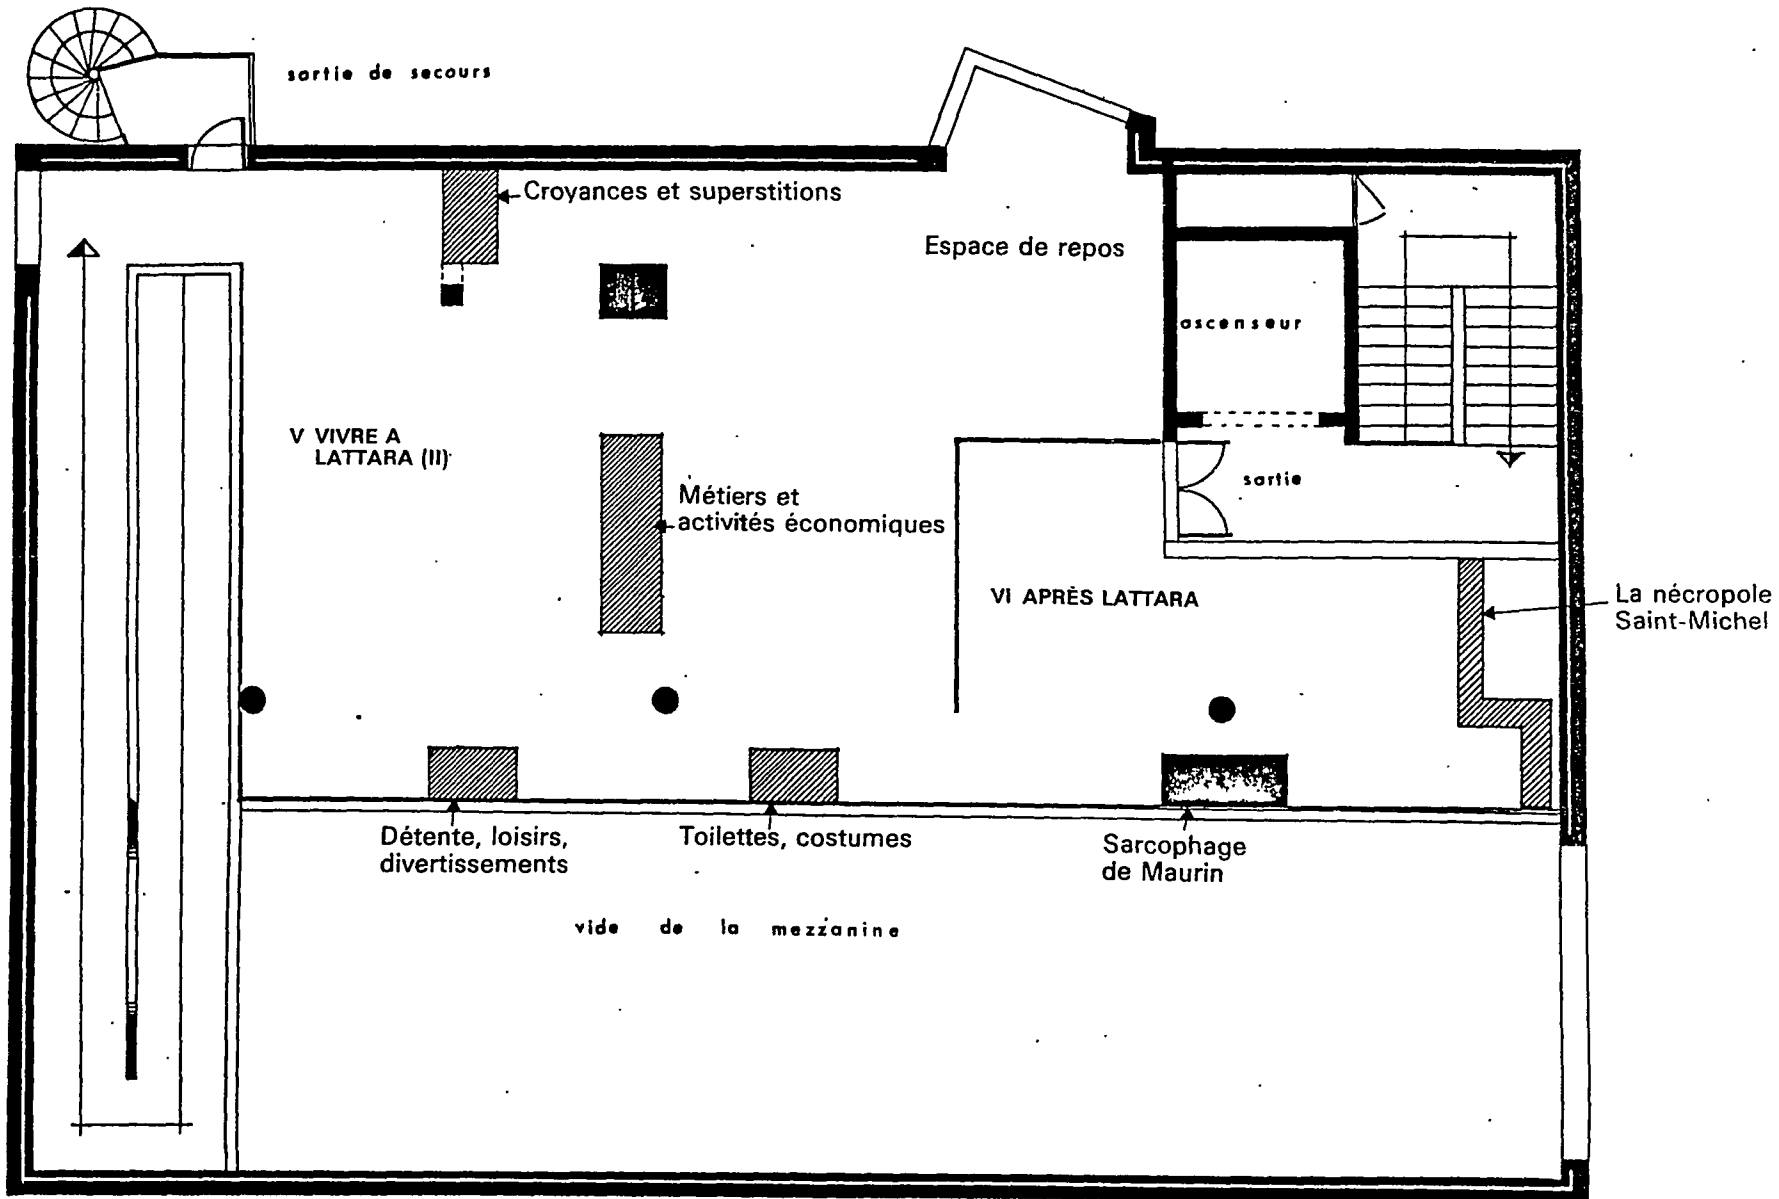 sortie de secours
Croyances et superstitions
Espace de repos
ascenseur
V VIVRE A
LATTARA (II)
Métiers et
activités économiques
sortie
VI APRÈS LATTARA
La nécropole
Saint-Michel
Détente, loisirs,
divertissements
Toilettes, costumes
Sarcophage
de Maurin
vide de la mezzanine